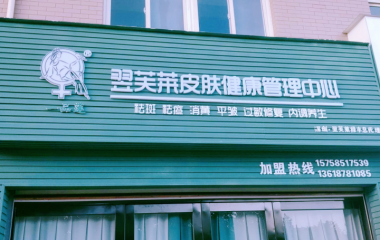 翌芙莱皮肤健康管理中心
祛斑 祛痘 消黄 平皱 过敏修复 内调养生
加盟热线 15758517539
13618781085